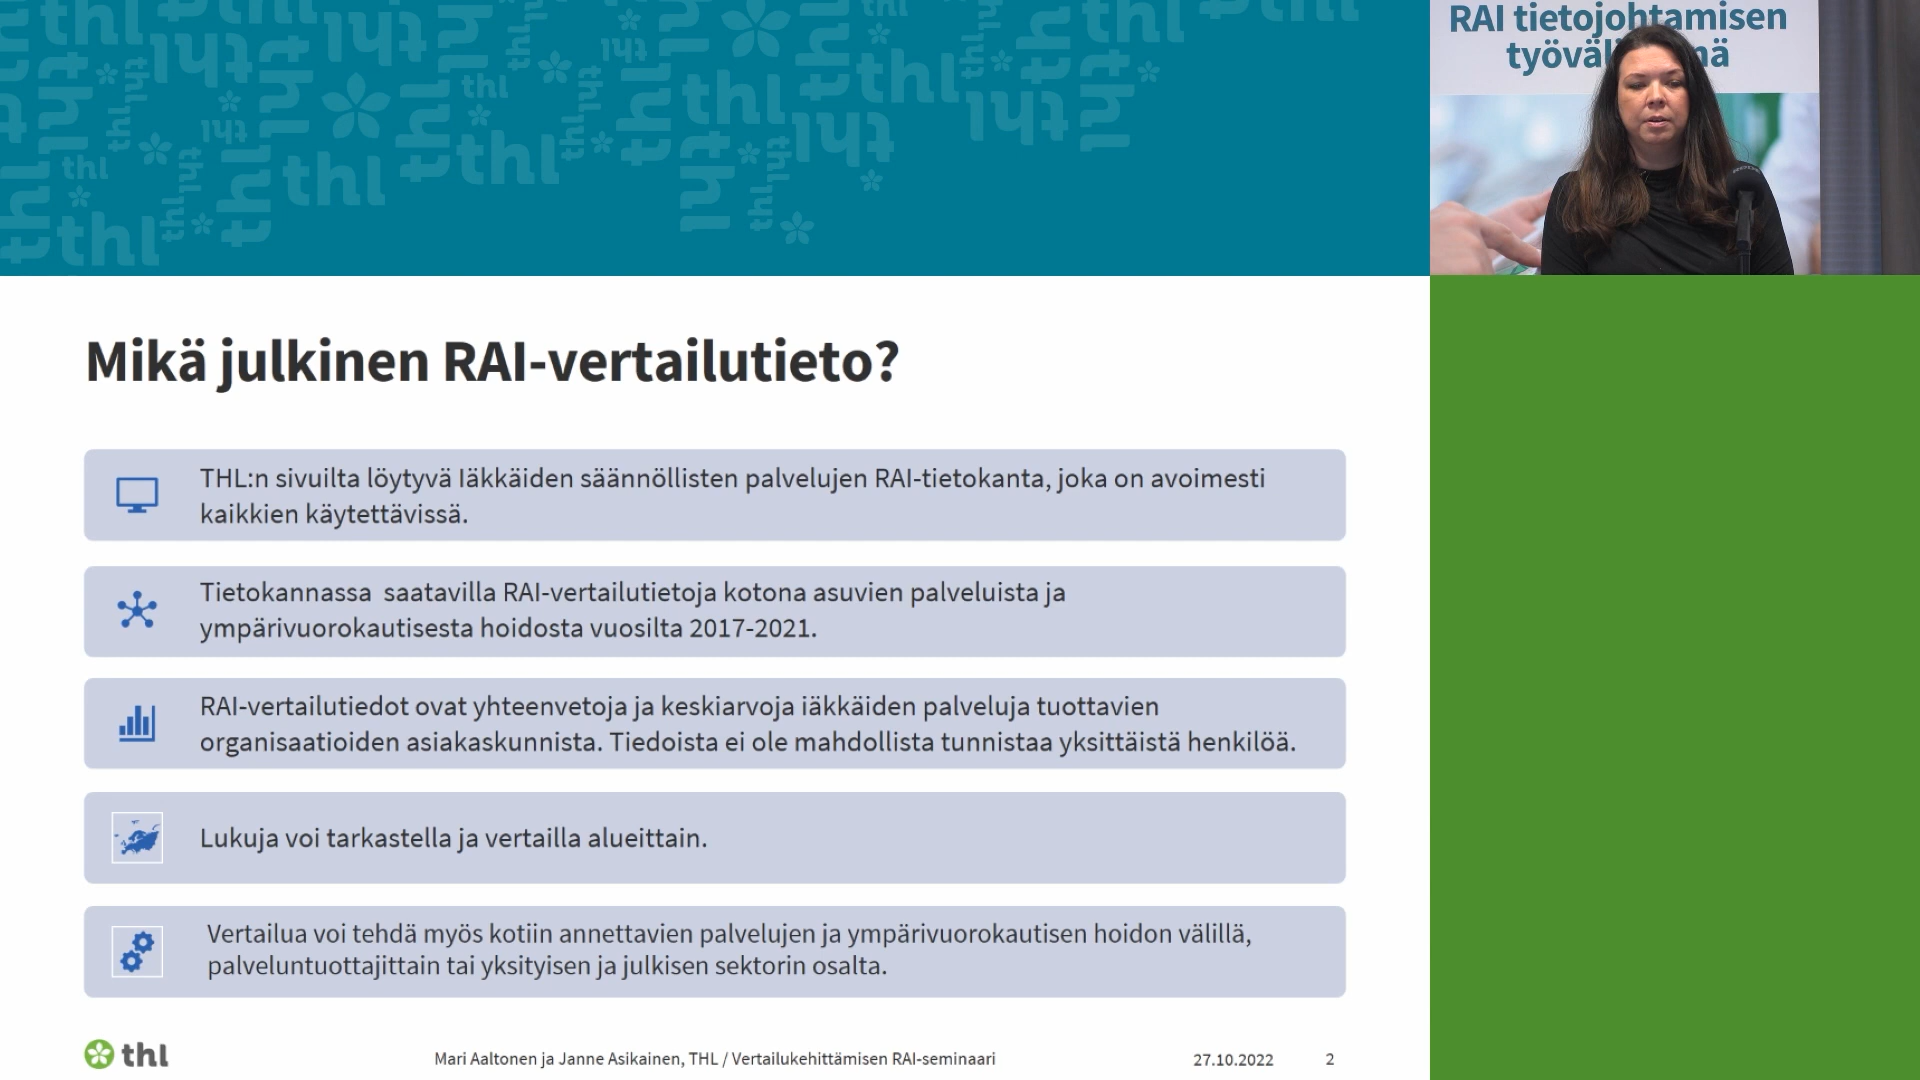 RAI tietojohtamisen
Mikä julkinen RAI-vertailutieto?
THL:n sivuilta löytyvä Iäkkäiden säännöllisten palvelujen RAI-tietokanta, joka on avoimesti
kaikkien käytettävissä.
Tietokannassa  saatavilla RAI-vertailutietoja kotona asuvien palveluista ja
ympärivuorokautisesta hoidosta vuosilta 2017-2021.
RAI-vertailutiedot ovat yhteenvetoja ja keskiarvoja iäkkäiden palveluja tuottavien
organisaatioiden asiakaskunnista. Tiedoista ei ole mahdollista tunnistaa yksittäistä henkilöä.
Lukuja voi tarkastella ja vertailla alueittain.
Vertailua voi tehdä myös kotiin annettavien palvelujen ja ympärivuorokautisen hoidon välillä,
palveluntuottajittain tai yksityisen ja julkisen sektorin osalta.
thl
Mari Aaltonen ja Janne Asikainen, THL / Vertailukehittämisen RAI-seminaari
27.10.2022
2